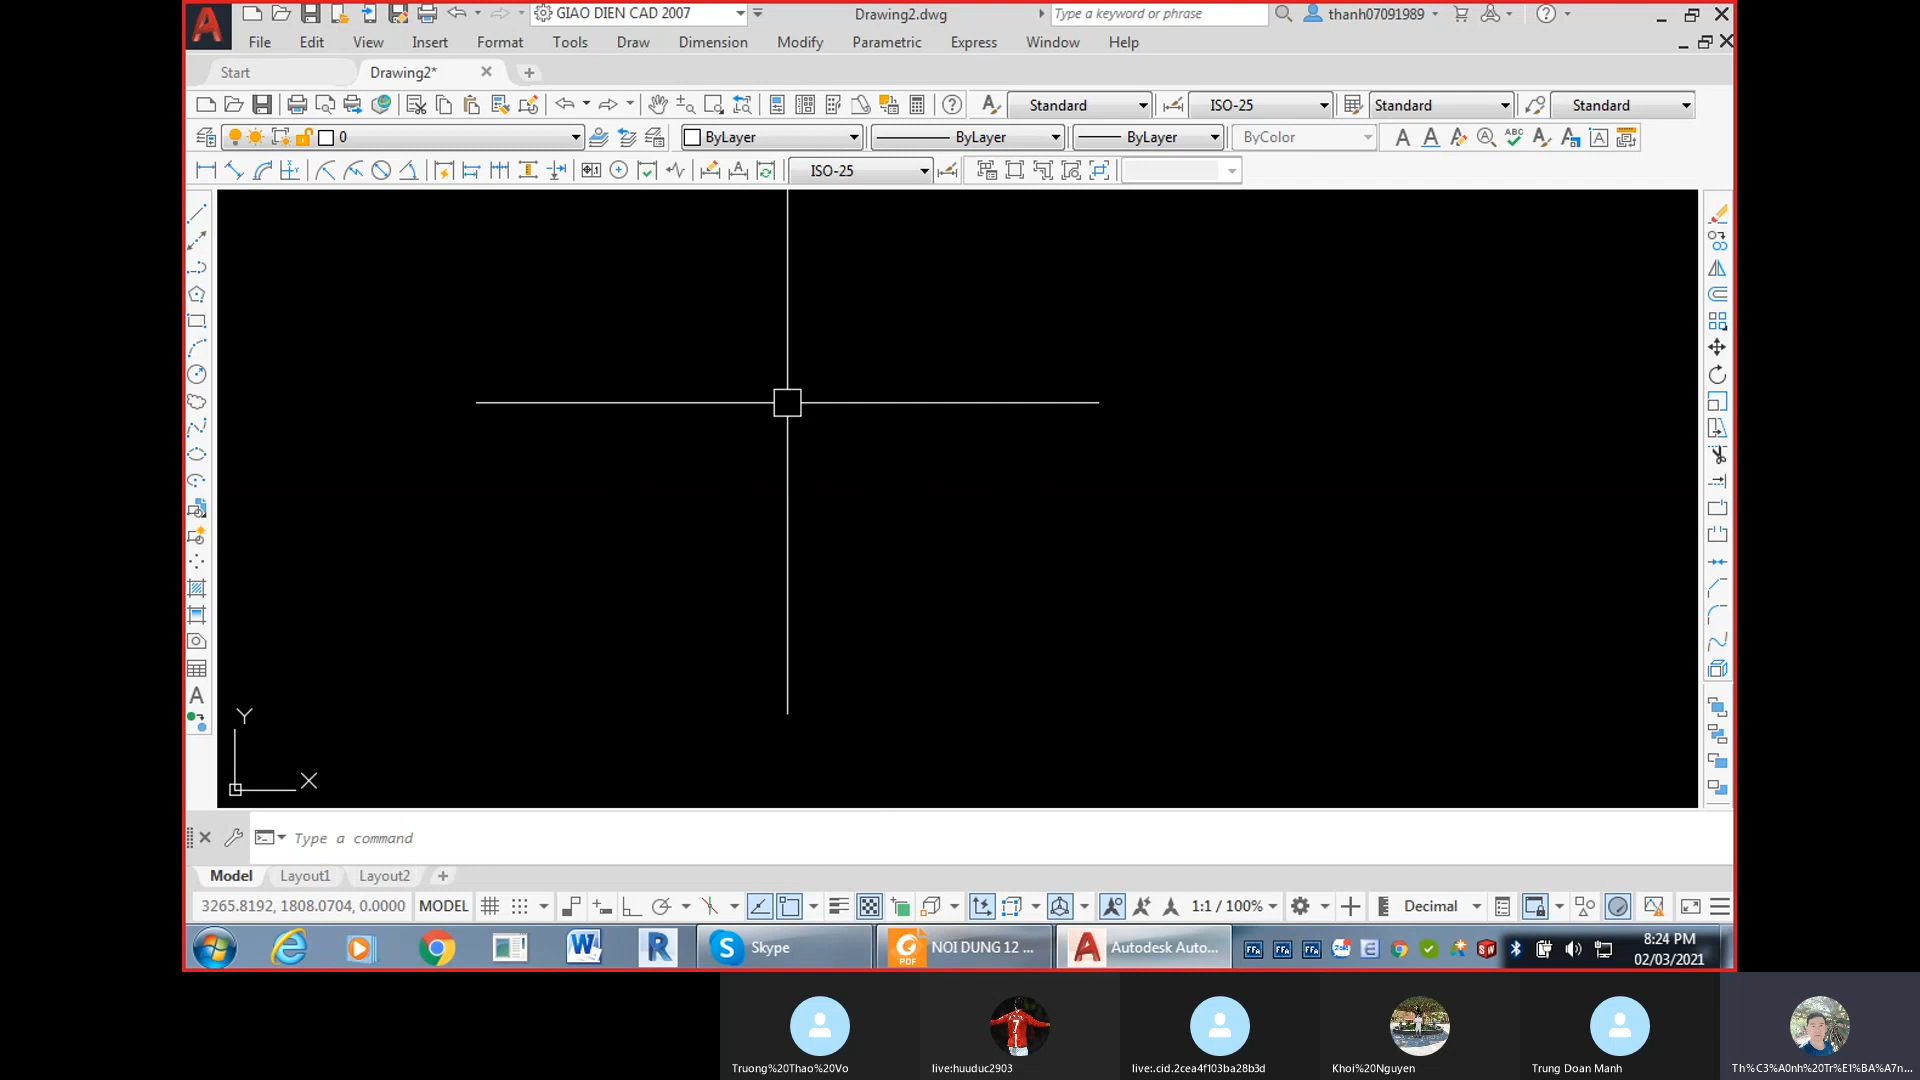 GIAO DIEN CAD 2007
Drawing2.dwg
Type a keyword or phrase
thanh07091989
File Edit View Insert Format Tools Draw Dimension Modify Parametric Express Window Help
Start
Drawing2*
Standard ISO-25 Standard Standard
0 ByLayer ByLayer ByLayer ByColor
ISO-25
Y
X
Type a command
Model Layout1 Layout2
3265.8192, 1808.0704, 0.0000 MODEL 1:1 / 100% Decimal
Skype NOI DUNG 12 ... Autodesk Auto...
8:24 PM
02/03/2021
Truong%20Thao%20Vo
live:huuduc2903
live:.cid.2cea4f103ba28b3d
Khoi%20Nguyen
Trung Doan Manh
Th%C3%A0nh%20Tr%E1%BA%A7n...